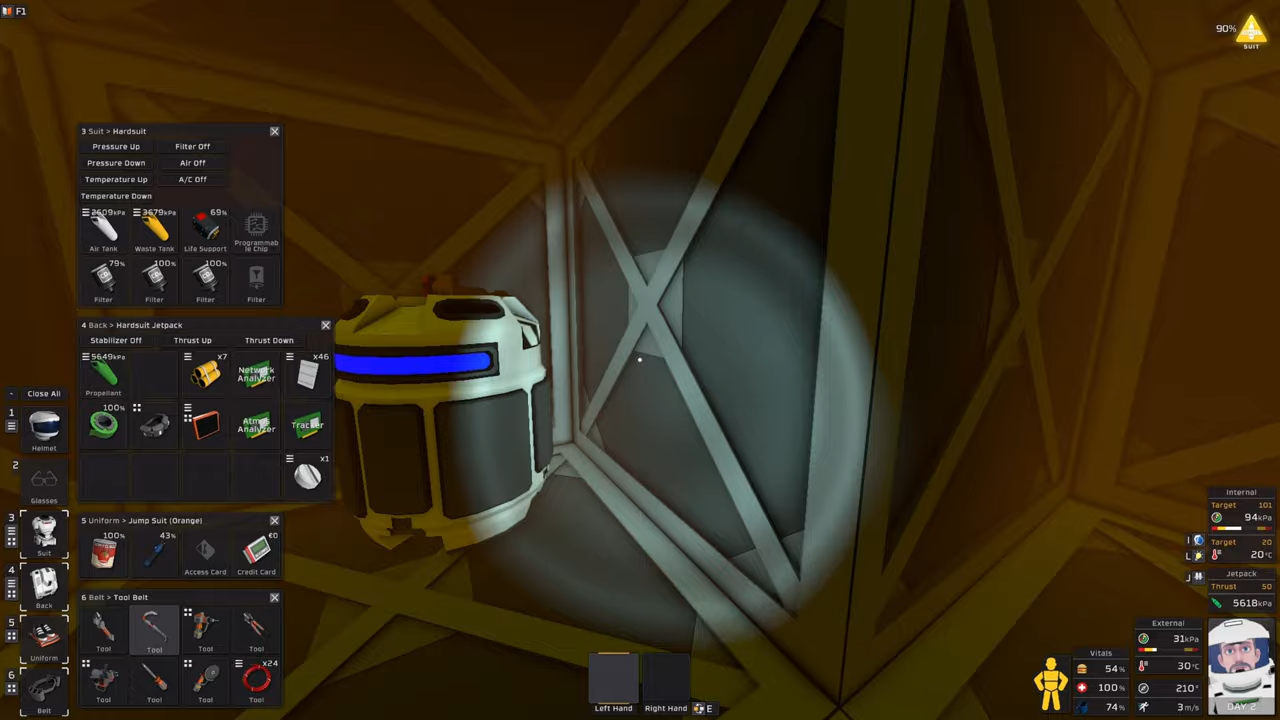 F1
90%
SUIT
3 Suit > Hardsuit
Pressure Up Filter Off
Pressure Down Air Off
Temperature Up A/C Off
Temperature Down
2609kPa 3679kPa 69%
Air Tank Waste Tank Life Support Programmab le Chip
79% 100% 100%
Filter Filter Filter Filter
4 Back > Hardsuit Jetpack
Stabilizer Off Thrust Up Thrust Down
5649kPa x7 Network Analyzer x46
Propellant
100% Atmos Analyzer Tracker
x1
5 Uniform > Jump Suit (Orange)
100% 43% €0
Access Card Credit Card
6 Belt > Tool Belt
Tool Tool Tool Tool
x24
Tool Tool Tool Tool
- Close All
1
Helmet
2
Glasses
3
Suit
4
Back
5
Uniform
6
Belt
Left Hand Right Hand E
Internal
Target 101
94kPa
Target 20
20°C
Jetpack
Thrust 50
5618kPa
External
31kPa
30°C
210°
3 m/s
Vitals
54%
100%
74%
DAY 2